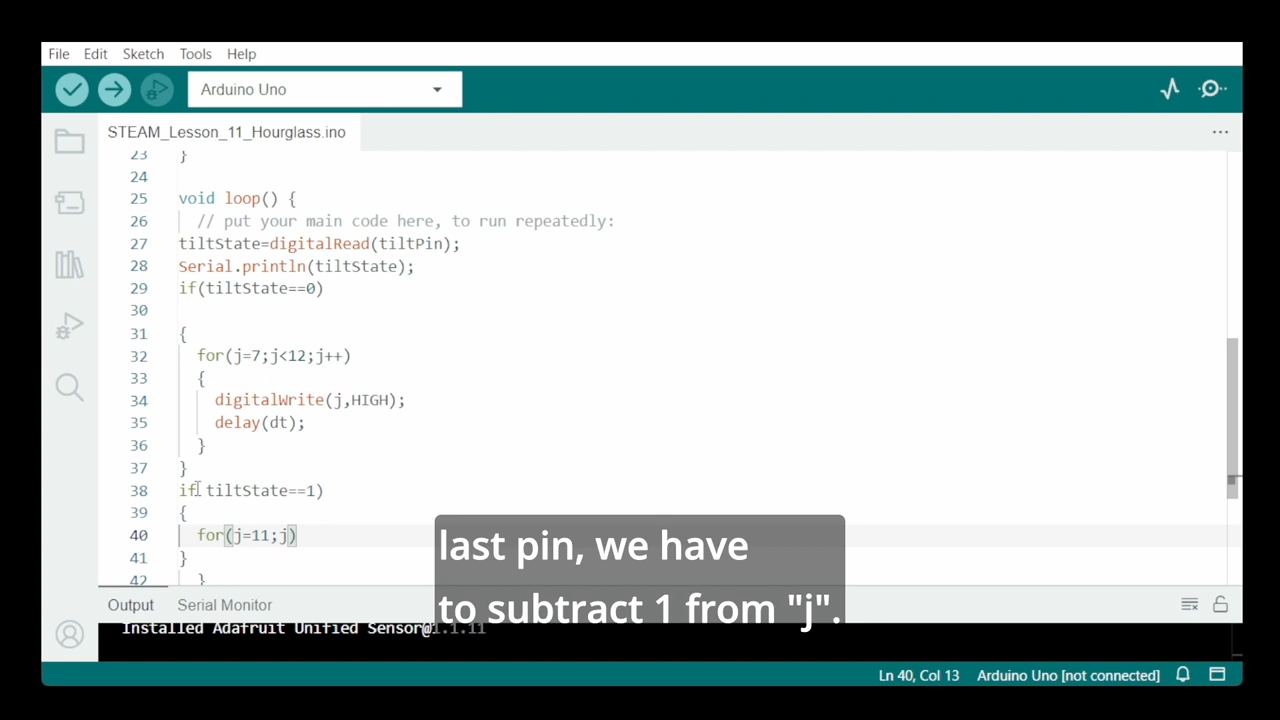 File Edit Sketch Tools Help
Arduino Uno
STEAM_Lesson_11_Hourglass.ino
23 }
24
25 void loop() {
26 // put your main code here, to run repeatedly:
27 tiltState=digitalRead(tiltPin);
28 Serial.println(tiltState);
29 if(tiltState==0)
30
31 {
32 for(j=7;j<12;j++)
33 {
34 digitalWrite(j,HIGH);
35 delay(dt);
36 }
37 }
38 if(tiltState==1)
39 {
40 for(j=11;j)
41 }
42 }
last pin, we have
to subtract 1 from "j".
Output Serial Monitor
Installed Adafruit Unified Sensor@1.1.11
Ln 40, Col 13 Arduino Uno [not connected]